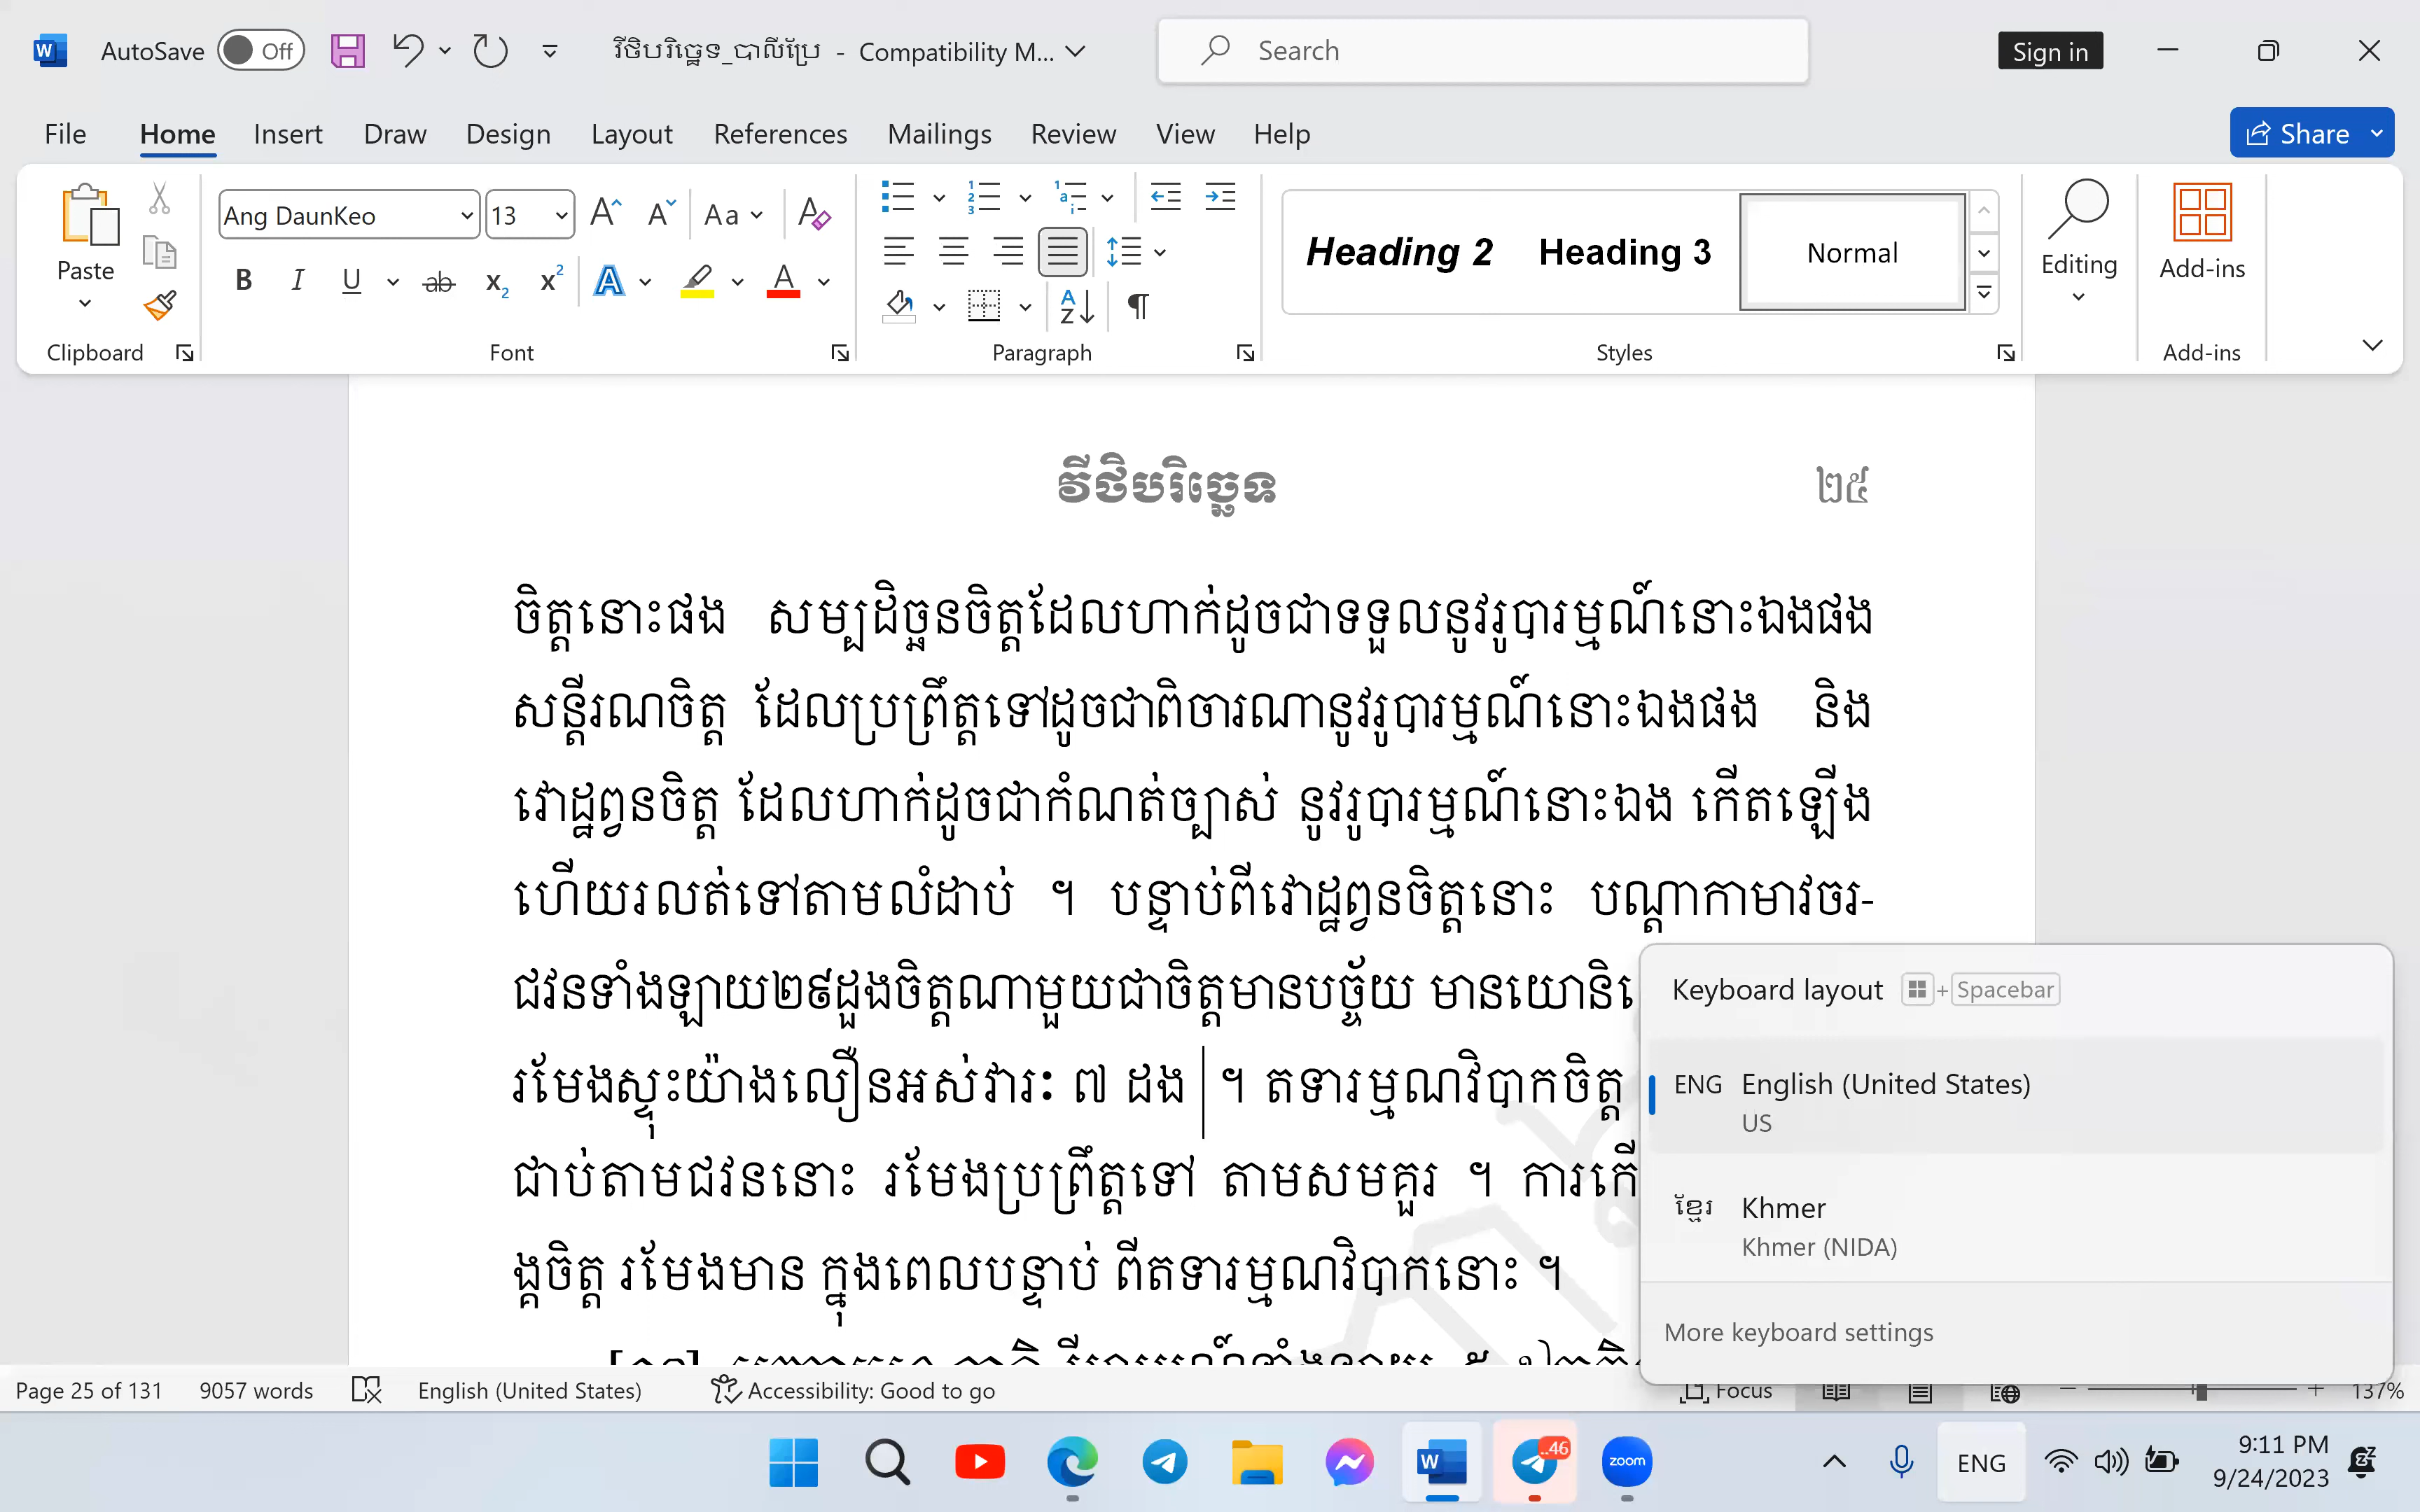 AutoSave Off វីថិបរិច្ឆេទ_បាលីប្រែ - Compatibility M... Search Sign in
File Home Insert Draw Design Layout References Mailings Review View Help Share
Paste Ang DaunKeo 13 Heading 2 Heading 3 Normal Editing Add-ins
Clipboard Font Paragraph Styles Add-ins
វីថិបរិច្ឆេទ ២៥
ចិត្តនោះផង សម្បដិច្ឆនចិត្តដែលហាក់ដូចជាទទួលនូវរូបារម្មណ៍នោះឯងផង
សន្តីរណចិត្ត ដែលប្រព្រឹត្តទៅដូចជាពិចារណានូវរូបារម្មណ៍នោះឯងផង និង
វោដ្ឋព្វនចិត្ត ដែលហាក់ដូចជាកំណត់ច្បាស់ នូវរូបារម្មណ៍នោះឯង កើតឡើង
ហើយរលត់ទៅតាមលំដាប់ ។ បន្ទាប់ពីវោដ្ឋព្វនចិត្តនោះ បណ្តាកាមាវចរ-
ជវនទាំងឡាយ២៩ដួងចិត្តណាមួយជាចិត្តមានបច្ច័យ មានយោនិ
រមែងស្ទុះយ៉ាងលឿនអស់វារៈ ៧ ដង ។ តទារម្មណវិបាកចិត្ត
ជាប់តាមជវននោះ រមែងប្រព្រឹត្តទៅ តាមសមគួរ ។ ការកើ
ង្គចិត្ត រមែងមាន ក្នុងពេលបន្ទាប់ ពីតទារម្មណវិបាកនោះ ។
Keyboard layout + Spacebar
ENG English (United States)
US
ខ្មែរ Khmer
Khmer (NIDA)
More keyboard settings
Page 25 of 131 9057 words English (United States) Accessibility: Good to go Focus 137%
..46 zoom ENG 9:11 PM
9/24/2023